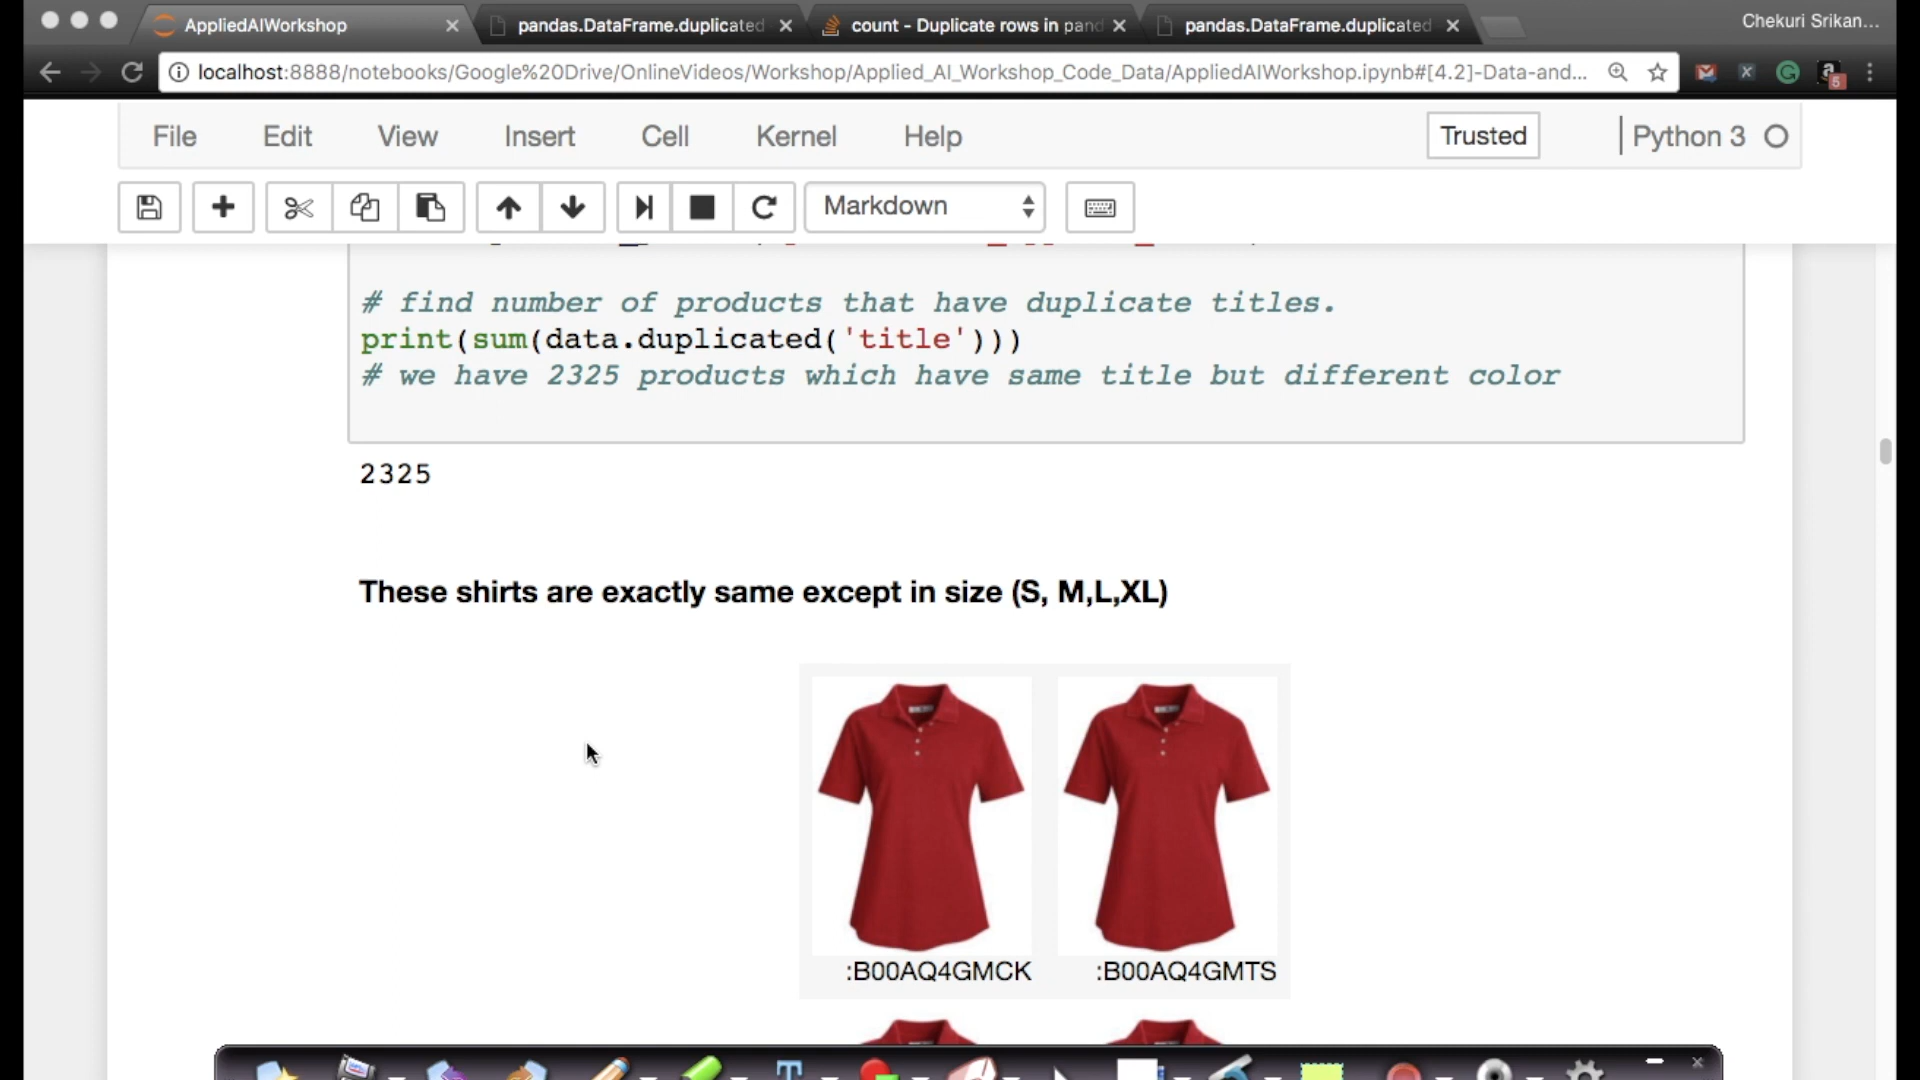 AppliedAIWorkshop
pandas.DataFrame.duplicated
count - Duplicate rows in pand
pandas.DataFrame.duplicated
Chekuri Srikan...
localhost:8888/notebooks/Google%20Drive/OnlineVideos/Workshop/Applied_AI_Workshop_Code_Data/AppliedAIWorkshop.ipynb#[4.2]-Data-and...
5
File Edit View Insert Cell Kernel Help Trusted Python 3
Markdown
# find number of products that have duplicate titles.
print(sum(data.duplicated('title')))
# we have 2325 products which have same title but different color
2325
These shirts are exactly same except in size (S, M,L,XL)
:B00AQ4GMCK :B00AQ4GMTS